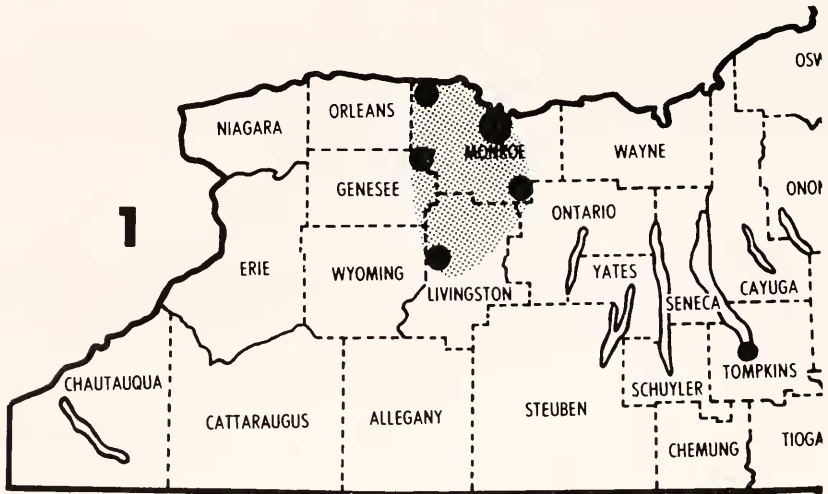 OSW
ORLEANS
NIAGARA
MONROE
WAYNE
GENESEE
ONON
ONTARIO
1
ERIE
WYOMING
YATES
CAYUGA
LIVINGSTON
SENECA
TOMPKINS
CHAUTAUQUA
SCHUYLER
STEUBEN
CATTARAUGUS
ALLEGANY
TIOGA
CHEMUNG